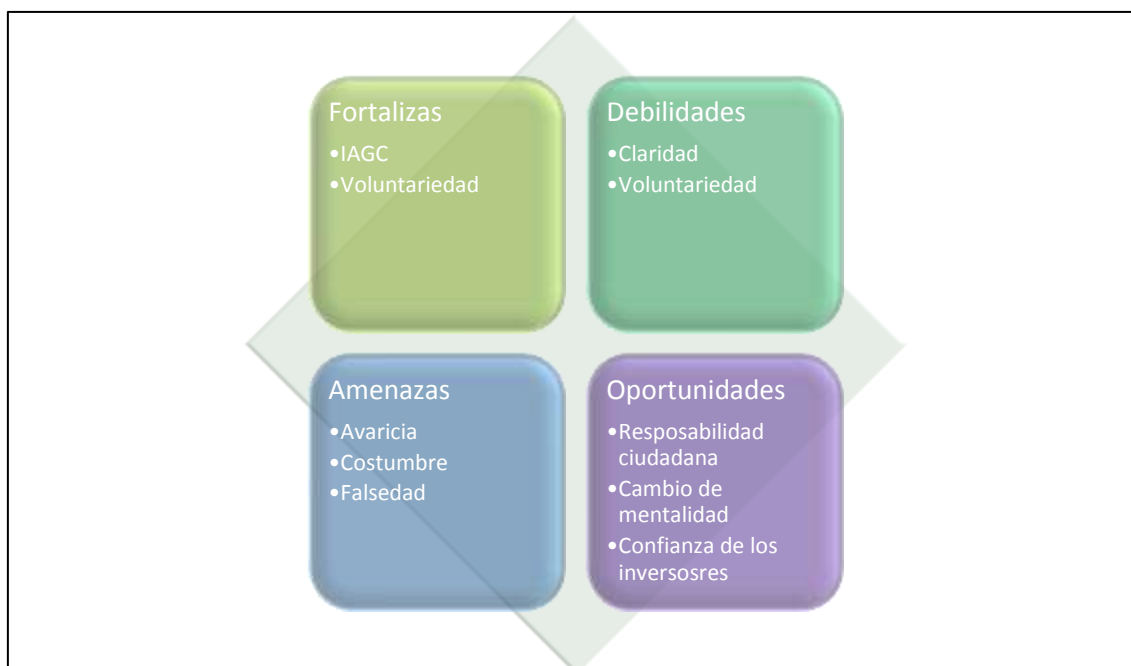 Fortalizas
•IAGC
•Voluntariedad
Debilidades
•Claridad
•Voluntariedad
Amenazas
•Avaricia
•Costumbre
•Falsedad
Oportunidades
•Resposabilidad
ciudadana
•Cambio de
mentalidad
•Confianza de los
inversosres